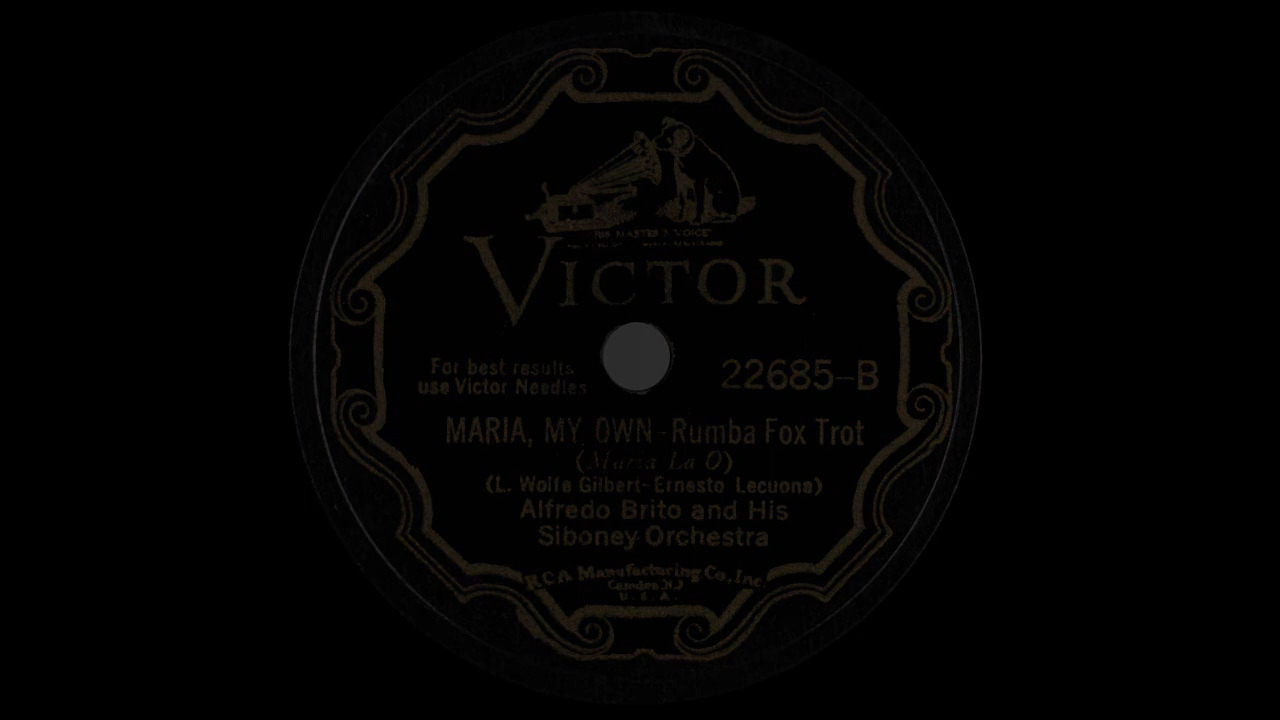 "HIS MASTER'S VOICE"
VICTOR
For best results
use Victor Needles
22685-B
MARIA, MY OWN-Rumba Fox Trot
(Maria La O)
(L. Wolfe Gilbert-Ernesto Lecuona)
Alfredo Brito and His
Siboney Orchestra
RCA Manufacturing Co., Inc.
Camden, N.J.
U. S. A.